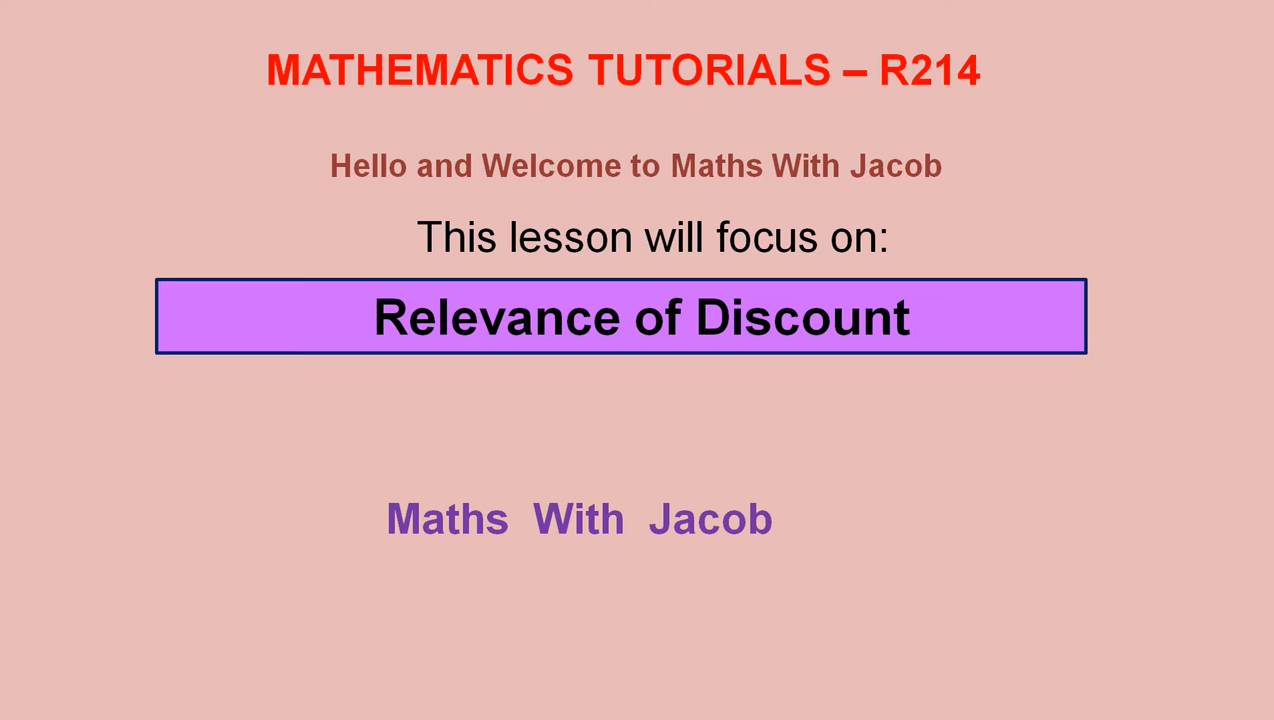 MATHEMATICS TUTORIALS – R214
Hello and Welcome to Maths With Jacob
This lesson will focus on:
Relevance of Discount
Maths With Jacob